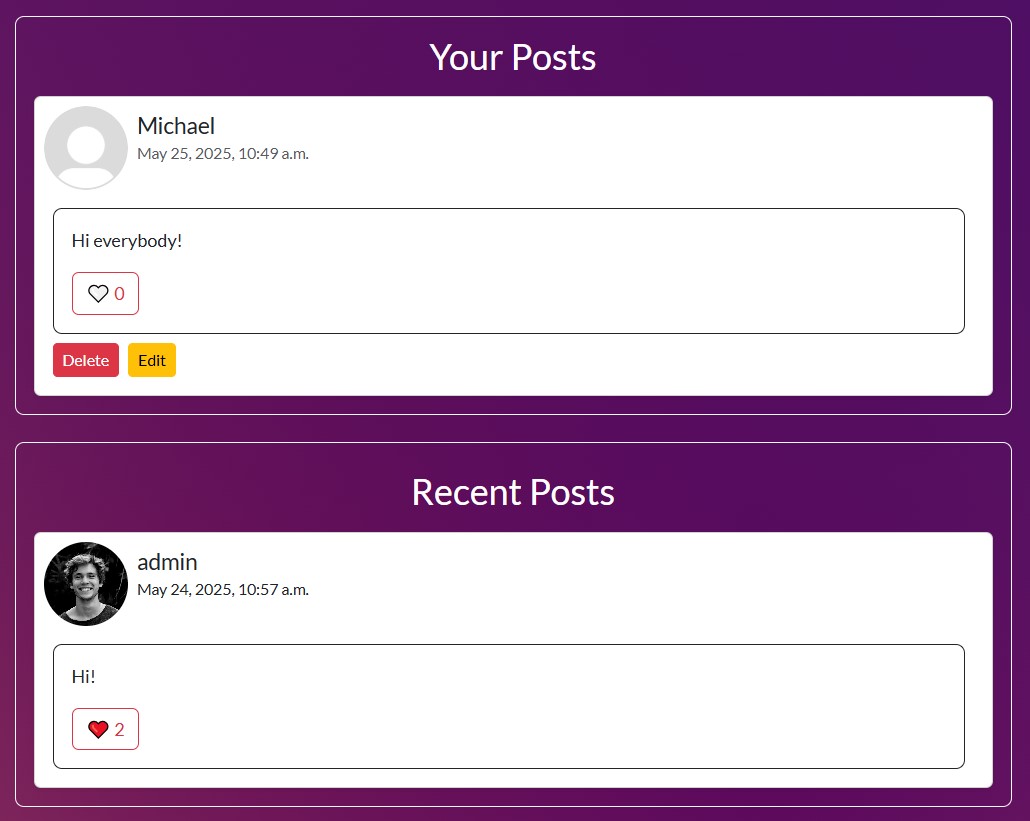 Your Posts
Michael
May 25, 2025, 10:49 a.m.
Hi everybody!
0
Delete Edit
Recent Posts
admin
May 24, 2025, 10:57 a.m.
Hi!
2